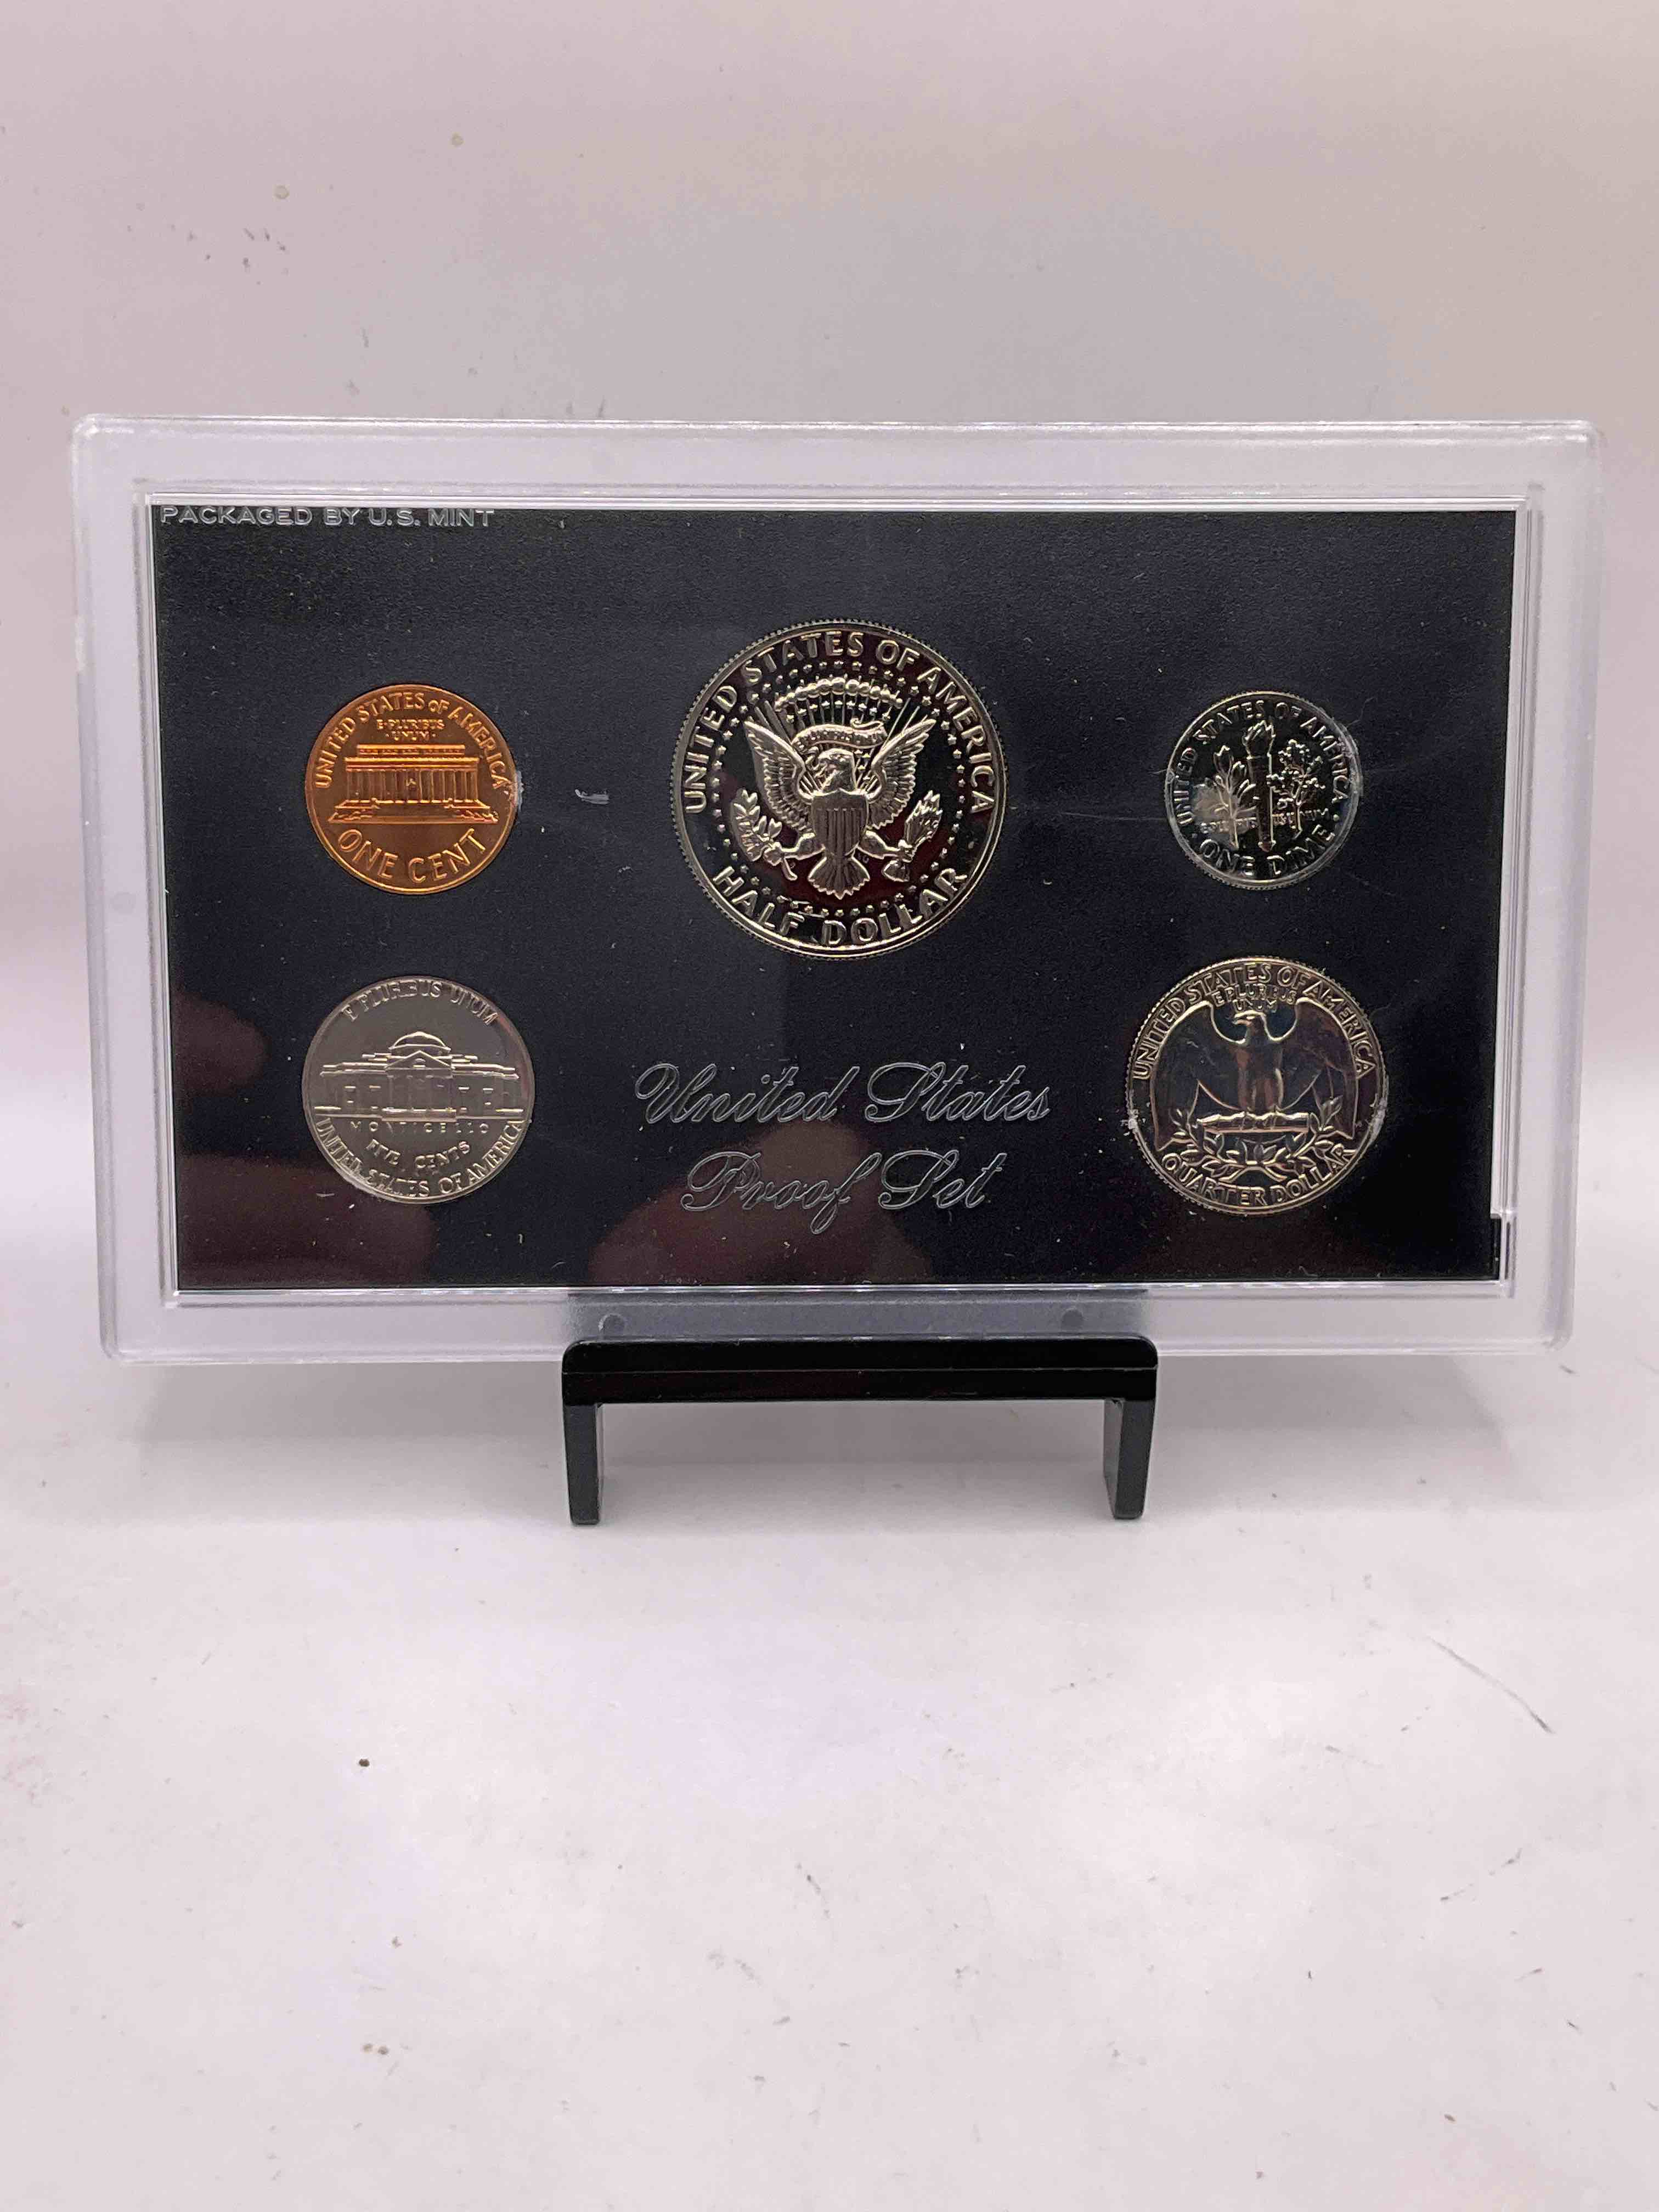 PACKAGED BY U.S. MINT
UNITED STATES OF AMERICA
E·PLURIBUS
UNUM
ONE CENT
UNITED STATES OF AMERICA
HALF DOLLAR
UNITED STATES OF AMERICA
ONE DIME
E PLURIBUS UNUM
MONTICELLO
FIVE CENTS
UNITED STATES OF AMERICA
United States
Proof Set
UNITED STATES OF AMERICA
E PLURIBUS
UNUM
QUARTER DOLLAR